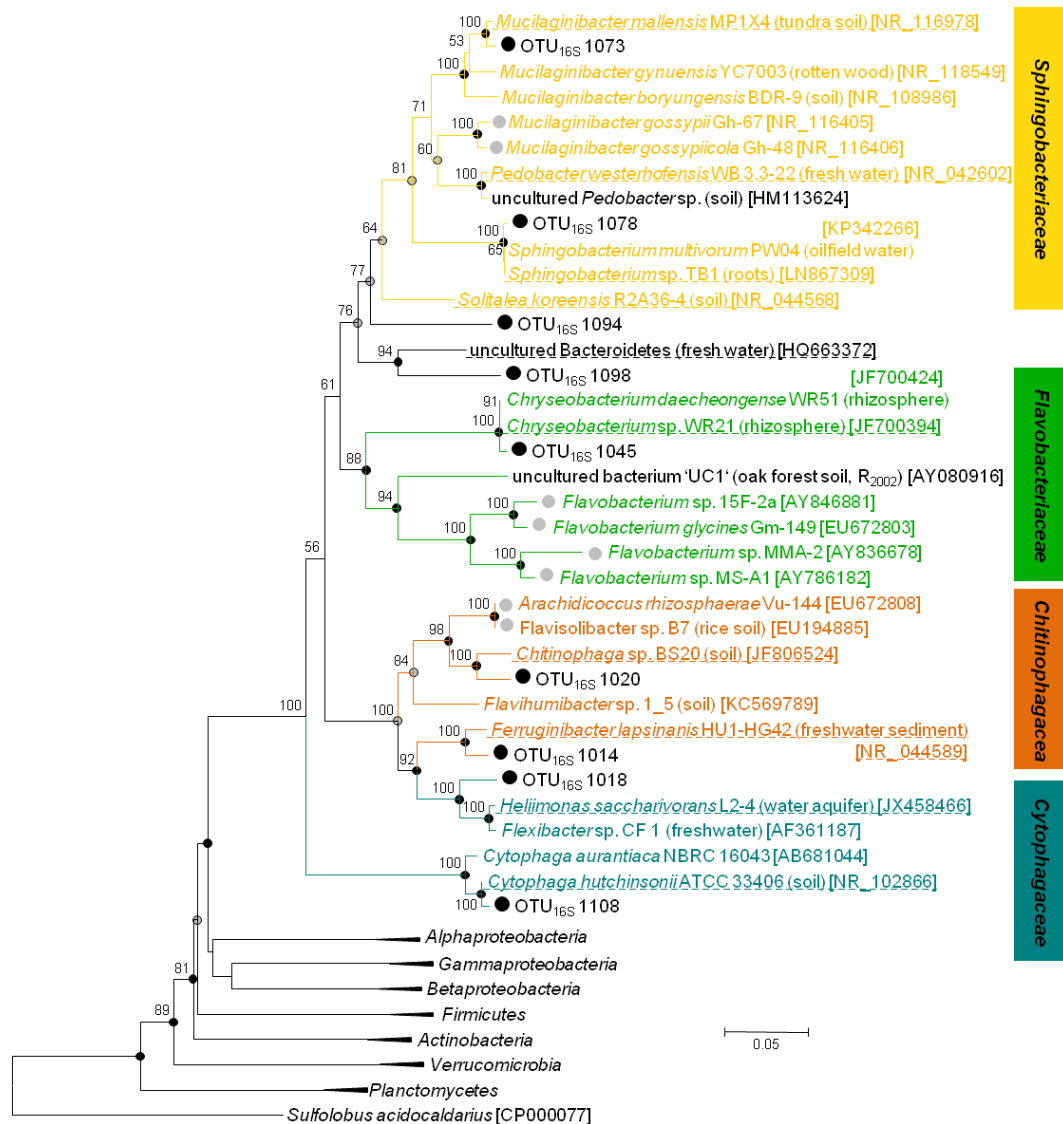 100 Mucilaginibacter mallensis MP1X4 (tundra soil) [NR_116978]
53 OTU16S 1073
100 Mucilaginibacter gynuensis YC7003 (rotten wood) [NR_118549]
Mucilaginibacter boryungensis BDR-9 (soil) [NR_108986]
71
100 Mucilaginibacter gossypii Gh-67 [NR_116405]
60 Mucilaginibacter gossypiicola Gh-48 [NR_116406]
81 100 Pedobacter westerhofensis WB 3.3-22 (fresh water) [NR_042602]
uncultured Pedobacter sp. (soil) [HM113624]
100 OTU16S 1078 [KP342266]
64 65 Sphingobacterium multivorum PW04 (oilfield water)
Sphingobacterium sp. TB1 (roots) [LN867309]
77 Solitalea koreensis R2A36-4 (soil) [NR_044568]
76 OTU16S 1094
94 uncultured Bacteroidetes (fresh water) [HQ663372]
OTU16S 1098 [JF700424]
61 91 Chryseobacterium daecheongense WR51 (rhizosphere)
100 Chryseobacterium sp. WR21 (rhizosphere) [JF700394]
OTU16S 1045
88 uncultured bacterium 'UC1' (oak forest soil, R2002) [AY080916]
94 100 Flavobacterium sp. 15F-2a [AY846881]
100 Flavobacterium glycines Gm-149 [EU672803]
56 100 Flavobacterium sp. MMA-2 [AY836678]
Flavobacterium sp. MS-A1 [AY786182]
100 Arachidicoccus rhizosphaerae Vu-144 [EU672808]
98 Flavisolibacter sp. B7 (rice soil) [EU194885]
100 Chitinophaga sp. BS20 (soil) [JF806524]
84 OTU16S 1020
Flavihumibacter sp. 1_5 (soil) [KC569789]
100 100 100 Ferruginibacter lapsinanis HU1-HG42 (freshwater sediment)
92 OTU16S 1014 [NR_044589]
100 OTU16S 1018
100 Heliimonas saccharivorans L2-4 (water aquifer) [JX458466]
Flexibacter sp. CF 1 (freshwater) [AF361187]
100 Cytophaga aurantiaca NBRC 16043 [AB681044]
Cytophaga hutchinsonii ATCC 33406 (soil) [NR_102866]
100 OTU16S 1108
Alphaproteobacteria
Gammaproteobacteria
81 Betaproteobacteria
89 Firmicutes
Actinobacteria
0.05
Verrucomicrobia
Planctomycetes
Sulfolobus acidocaldarius [CP000077]
Sphingobacteriaceae
Flavobacteriaceae
Chitinophagacea
Cytophagaceae